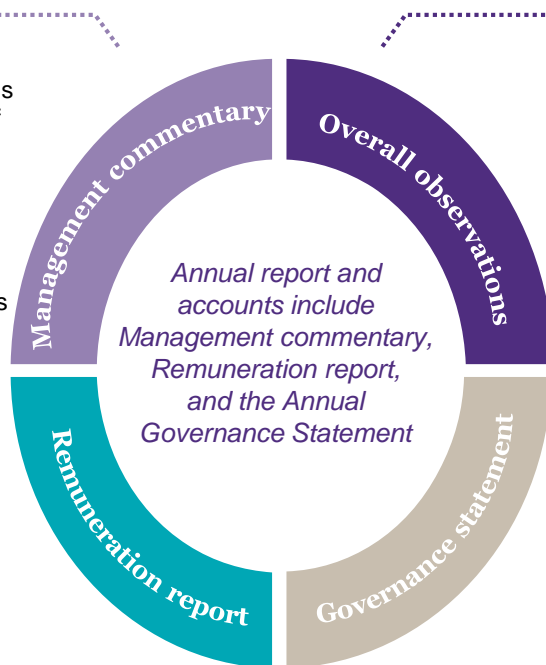 Management commentary
Overall observations
Annual report and
accounts include
Management commentary,
Remuneration report,
and the Annual
Governance Statement
Remuneration report
Governance statement